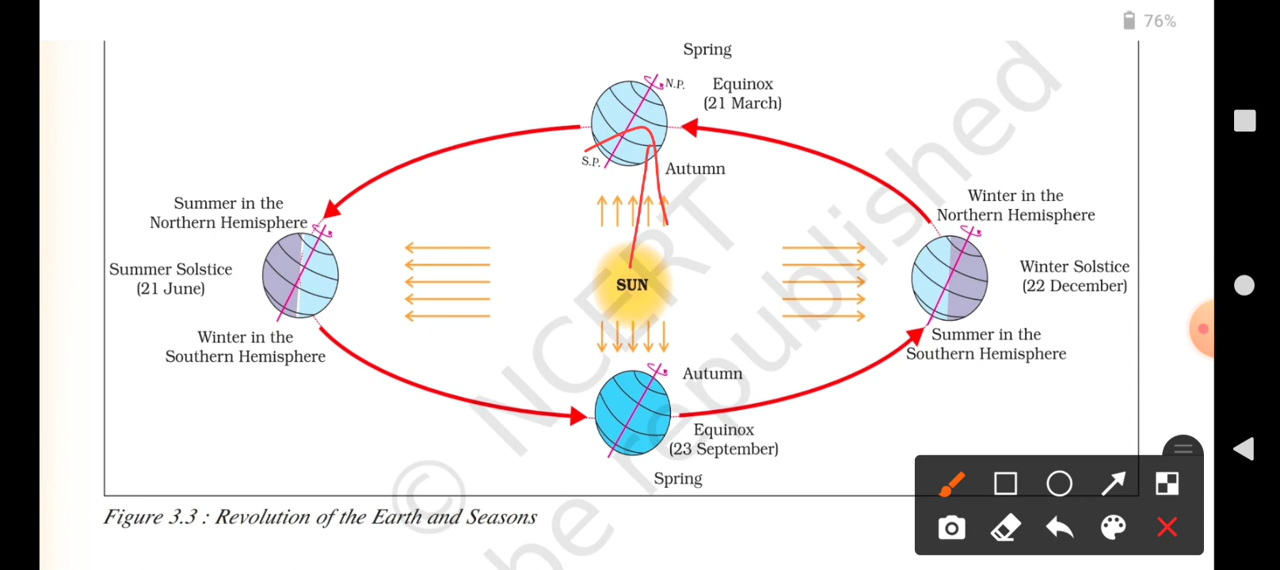 76%
Spring
N.P.
Equinox
(21 March)
S.P.
Autumn
Summer in the
Northern Hemisphere
Winter in the
Northern Hemisphere
Summer Solstice
(21 June)
SUN
Winter Solstice
(22 December)
Winter in the
Southern Hemisphere
Summer in the
Southern Hemisphere
Autumn
Equinox
(23 September)
Spring
Figure 3.3 : Revolution of the Earth and Seasons
© NCERT
be republished